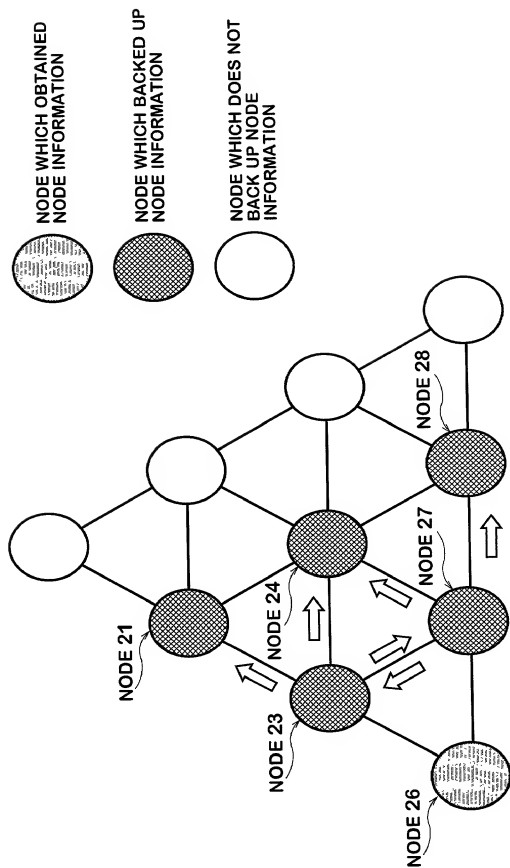 NODE WHICH OBTAINED
NODE INFORMATION
NODE WHICH BACKED UP
NODE INFORMATION
NODE WHICH DOES NOT
BACK UP NODE
INFORMATION
NODE 21
NODE 23
NODE 24
NODE 26
NODE 27
NODE 28